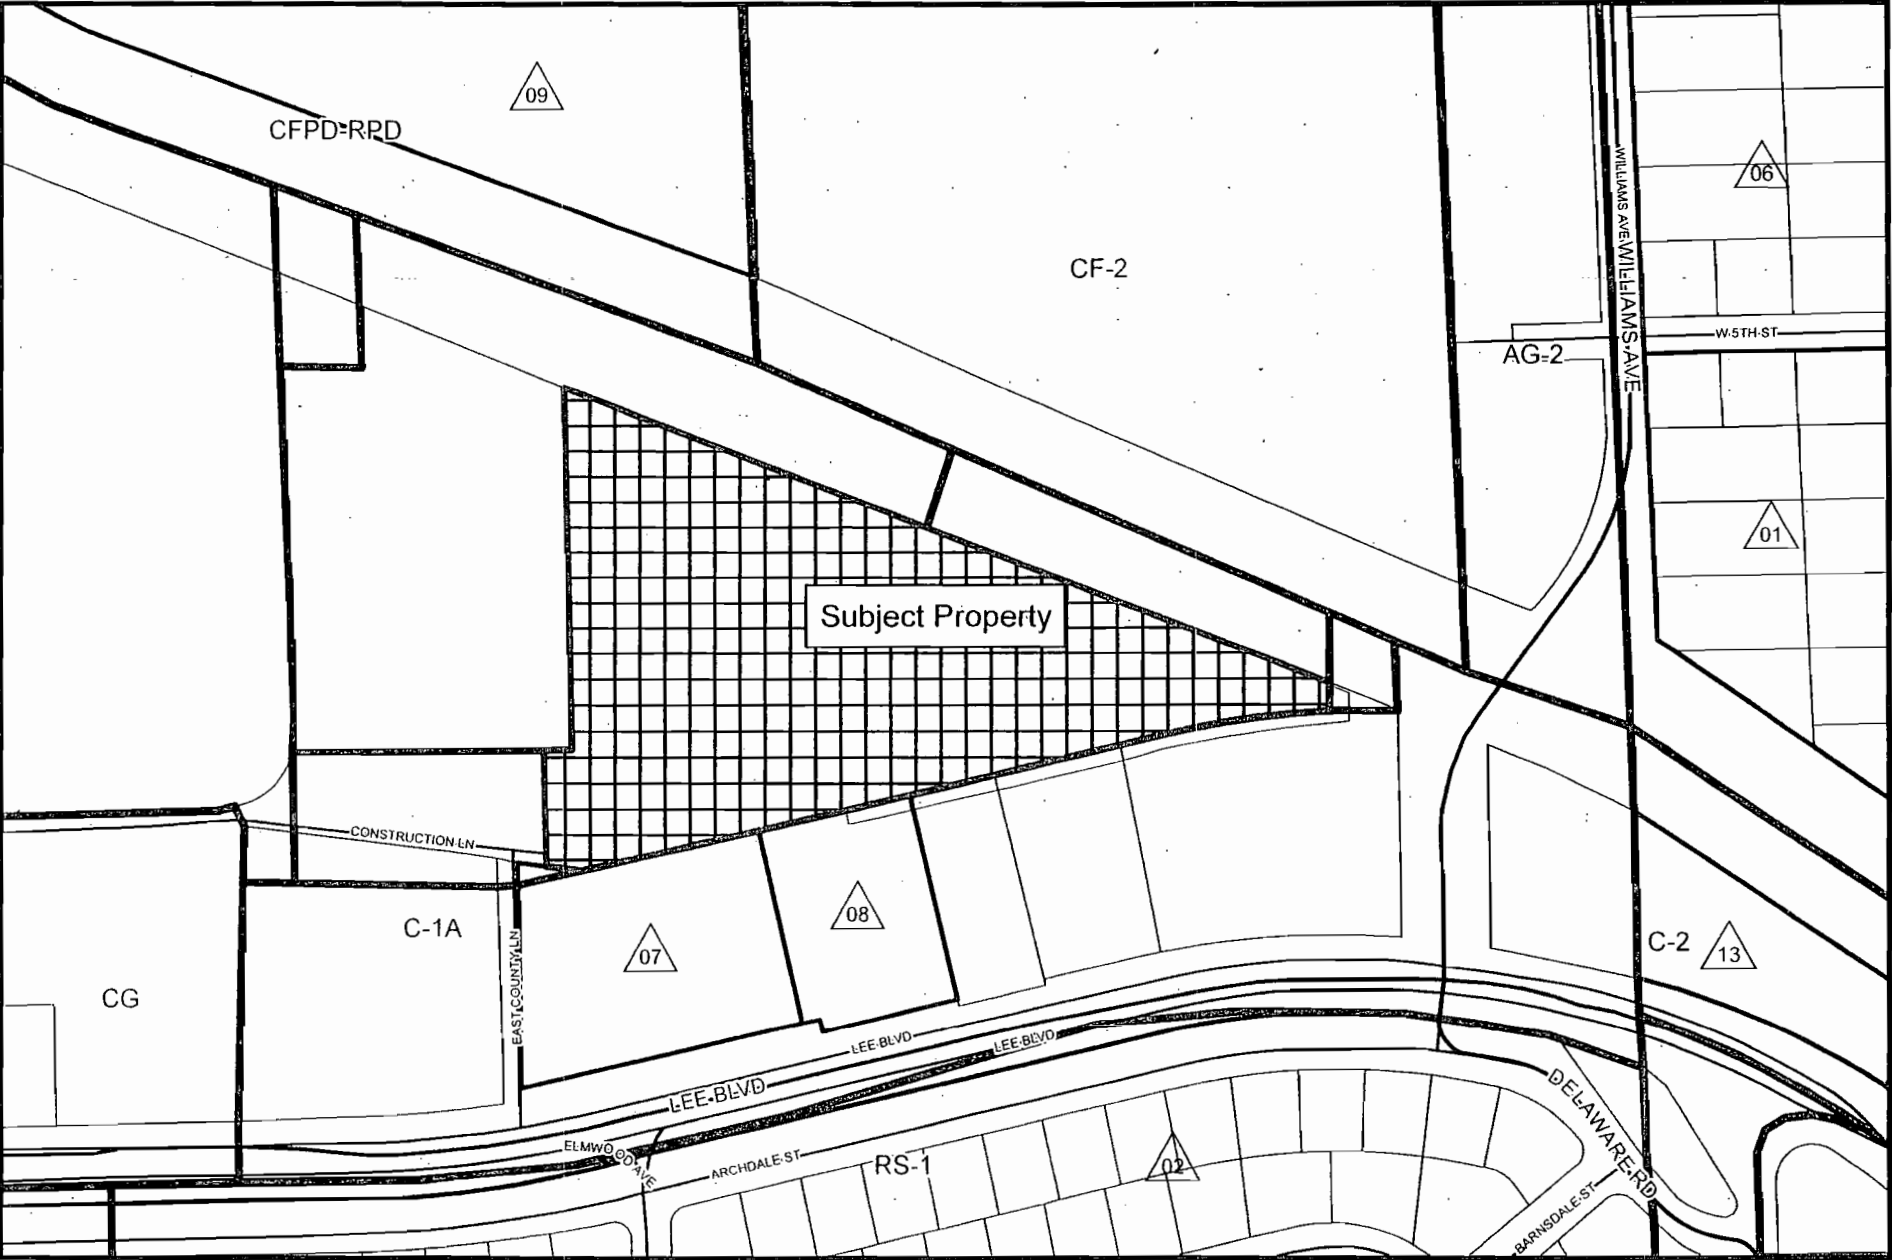 09
CFPD-RPD
06
WILLIAMS AVE
CF-2
WILLIAMS AVE
W 5TH ST
AG-2
01
Subject Property
CONSTRUCTION LN
08
C-1A
07
C-2
13
EAST COUNTY LN
CG
LEE BLVD
LEE BLVD
LEE BLVD
DELAWARE RD
ELMWOOD AVE
ARCHDALE ST
RS-1
02
BARNSDALE ST